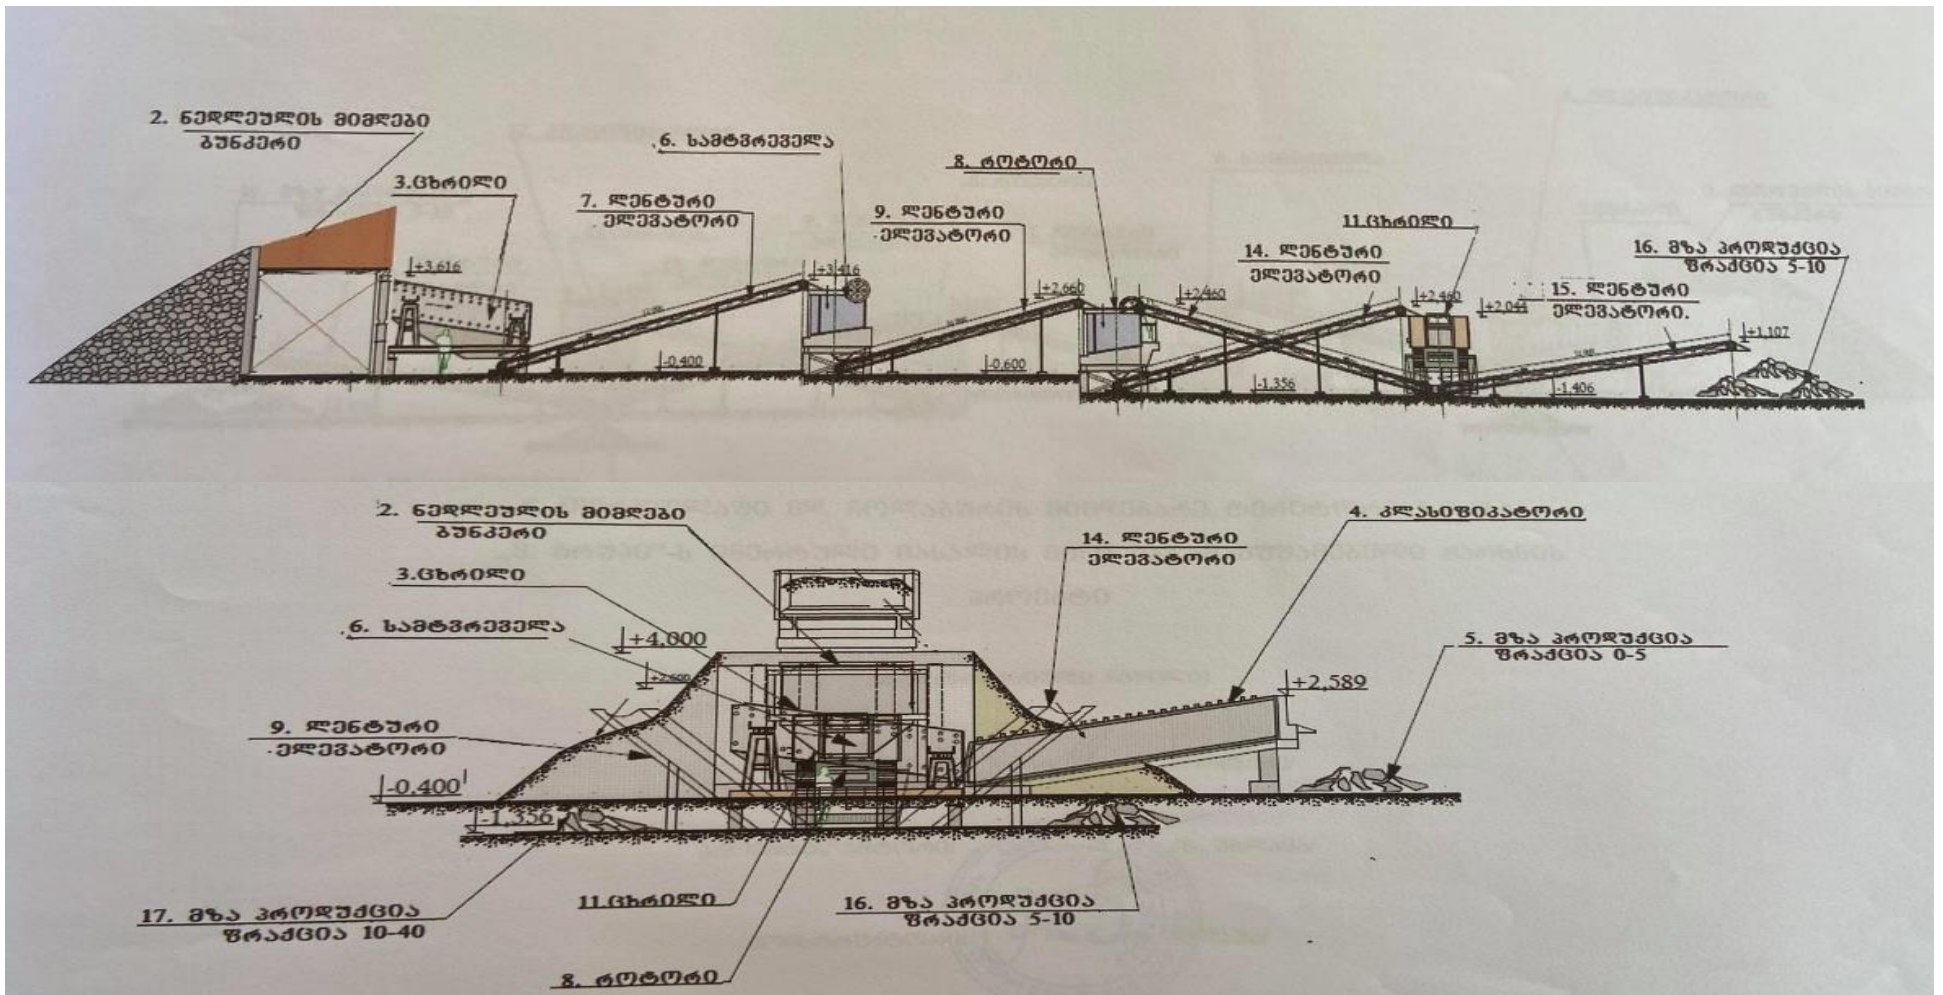 2. ნედლეულის მიმღები
ბუნკერი
3.ცხრილი
6. სამტვრეველა
7. ლენტური
ელევატორი
8. როტორი
9. ლენტური
ელევატორი
11.ცხრილი
14. ლენტური
ელევატორი
15. ლენტური
ელევატორი.
16. მზა პროდუქცია
ფრაქცია 5-10
+3,616
+3,416
+2,660
+2,460
+2,460
+2,044
+1,107
-0.400
-0.600
-1,356
-1,406
2. ნედლეულის მიმღები
ბუნკერი
3.ცხრილი
6. სამტვრეველა
4. კლასიფიკატორი
14. ლენტური
ელევატორი
5. მზა პროდუქცია
ფრაქცია 0-5
+4,000
+2,589
9. ლენტური
ელევატორი
-0.400
-1,356
17. მზა პროდუქცია
ფრაქცია 10-40
11.ცხრილი
16. მზა პროდუქცია
ფრაქცია 5-10
8. როტორი